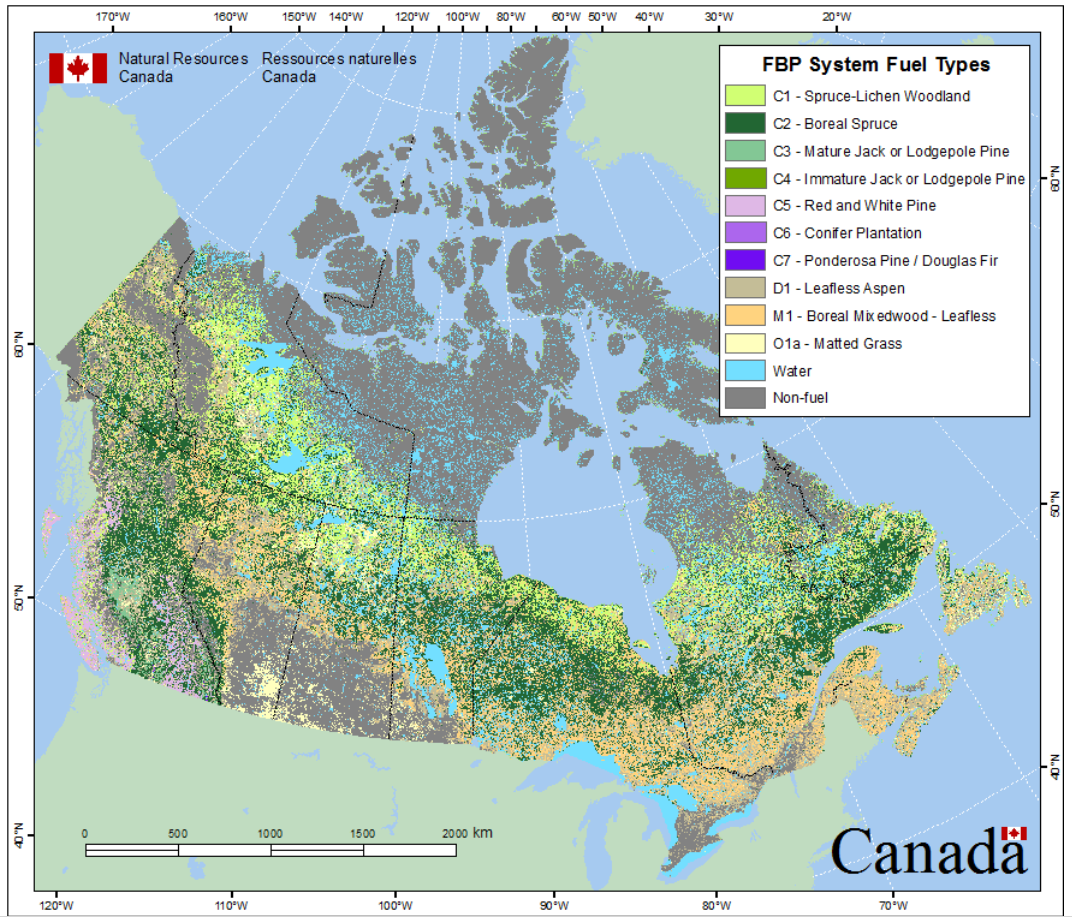 170°W 160°W 150°W 140°W 130°W 120°W 110°W 100°W 90°W 80°W 70°W 60°W 50°W 40°W 30°W 20°W
Natural Resources Ressources naturelles
Canada Canada
FBP System Fuel Types
C1 - Spruce-Lichen Woodland
C2 - Boreal Spruce
C3 - Mature Jack or Lodgepole Pine
C4 - Immature Jack or Lodgepole Pine
C5 - Red and White Pine
C6 - Conifer Plantation
C7 - Ponderosa Pine / Douglas Fir
D1 - Leafless Aspen
M1 - Boreal Mixedwood - Leafless
O1a - Matted Grass
Water
Non-fuel
60°N
60°N
50°N
50°N
40°N
40°N
0 500 1000 1500 2000 km
Canada
120°W 110°W 100°W 90°W 80°W 70°W